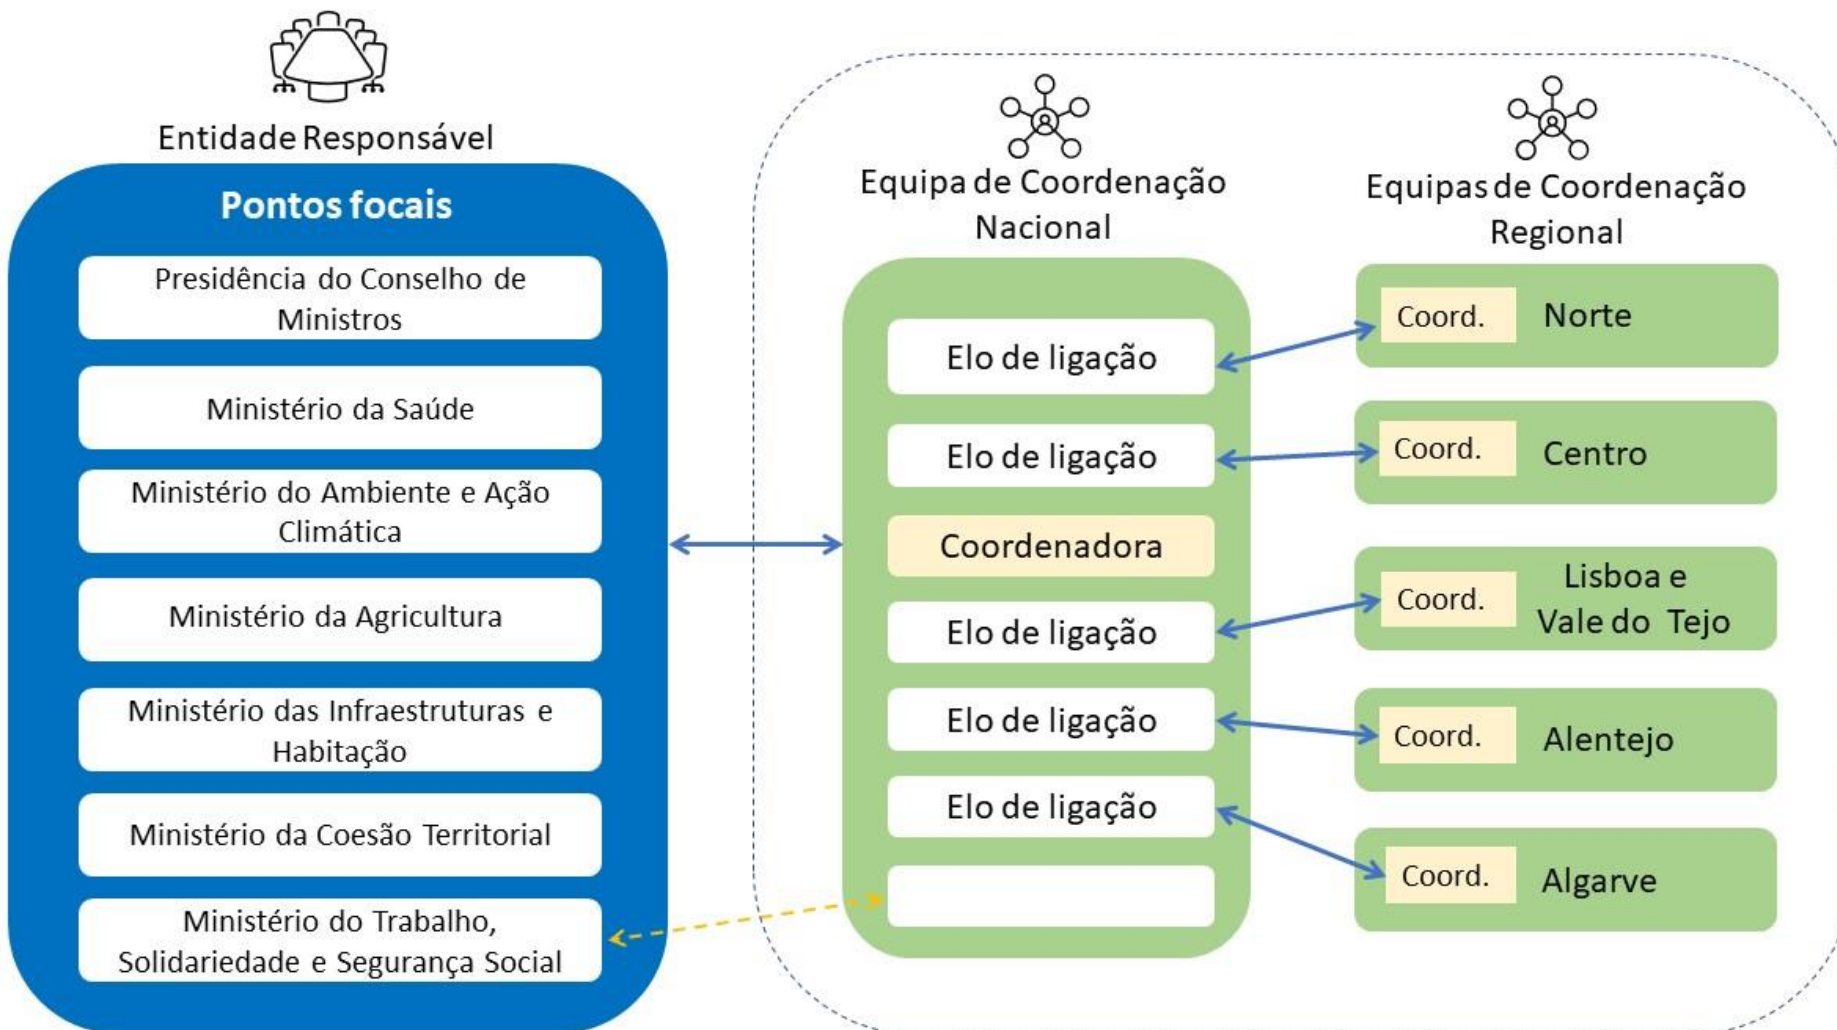 Entidade Responsável
Pontos focais
Presidência do Conselho de
Ministros
Ministério da Saúde
Ministério do Ambiente e Ação
Climática
Ministério da Agricultura
Ministério das Infraestruturas e
Habitação
Ministério da Coesão Territorial
Ministério do Trabalho,
Solidariedade e Segurança Social
Equipa de Coordenação
Nacional
Elo de ligação
Elo de ligação
Coordenadora
Elo de ligação
Elo de ligação
Elo de ligação
Equipas de Coordenação
Regional
Coord. Norte
Coord. Centro
Coord. Lisboa e
Vale do Tejo
Coord. Alentejo
Coord. Algarve